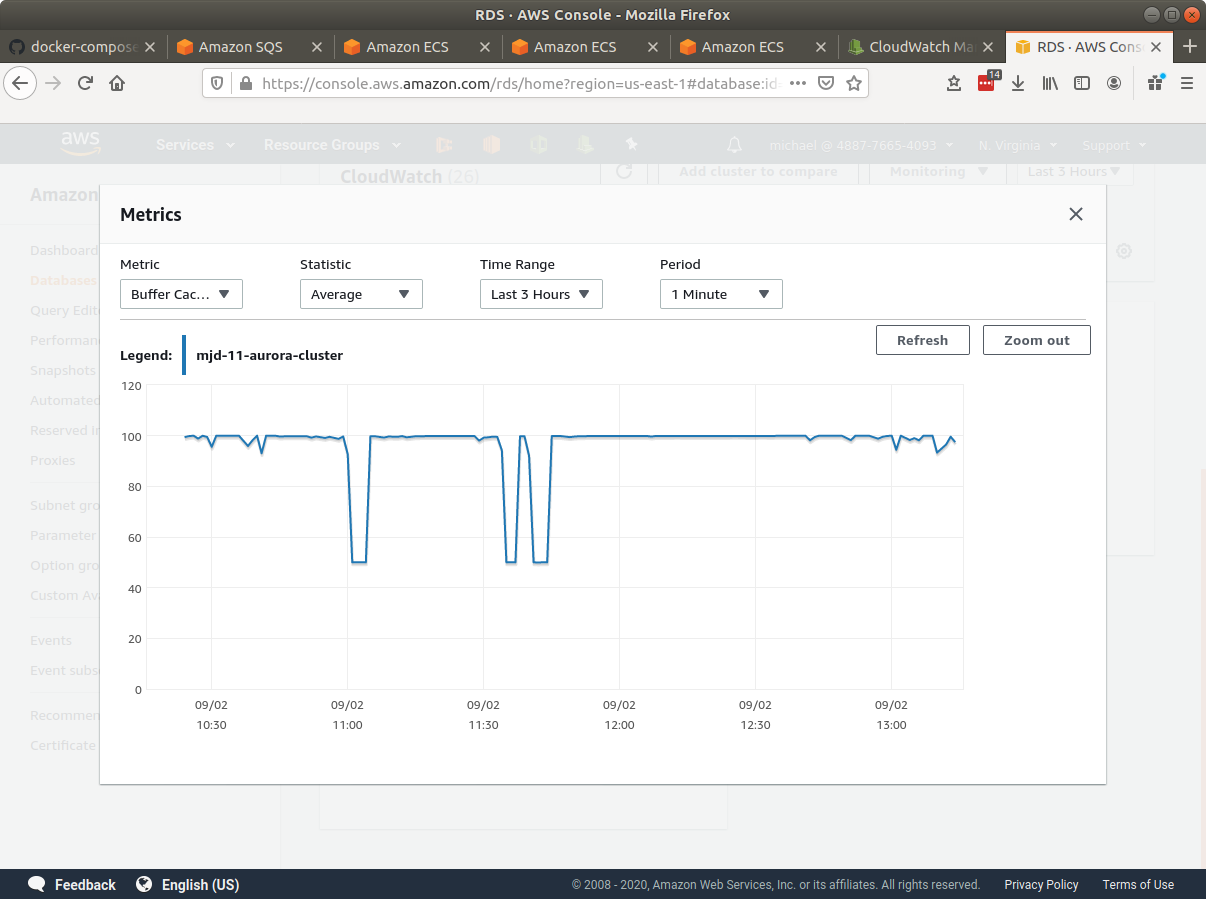 RDS · AWS Console - Mozilla Firefox
docker-compose
Amazon SQS
Amazon ECS
Amazon ECS
Amazon ECS
CloudWatch Ma
RDS · AWS Cons
https://console.aws.amazon.com/rds/home?region=us-east-1#database:id
14
aws
Services
Resource Groups
michael @ 4887-7665-4093
N. Virginia
Support
CloudWatch (26)
Add cluster to compare
Monitoring
Last 3 Hours
Amazon
Dashboard
Databases
Query Edit
Performan
Snapshots
Automated
Reserved in
Proxies
Subnet gro
Parameter
Option gro
Custom Ava
Events
Event subs
Recommen
Certificate
Metrics
Metric
Statistic
Time Range
Period
Buffer Cac...
Average
Last 3 Hours
1 Minute
Refresh
Zoom out
Legend:
mjd-11-aurora-cluster
120
100
80
60
40
20
0
09/02
10:30
09/02
11:00
09/02
11:30
09/02
12:00
09/02
12:30
09/02
13:00
Feedback
English (US)
© 2008 - 2020, Amazon Web Services, Inc. or its affiliates. All rights reserved.
Privacy Policy
Terms of Use